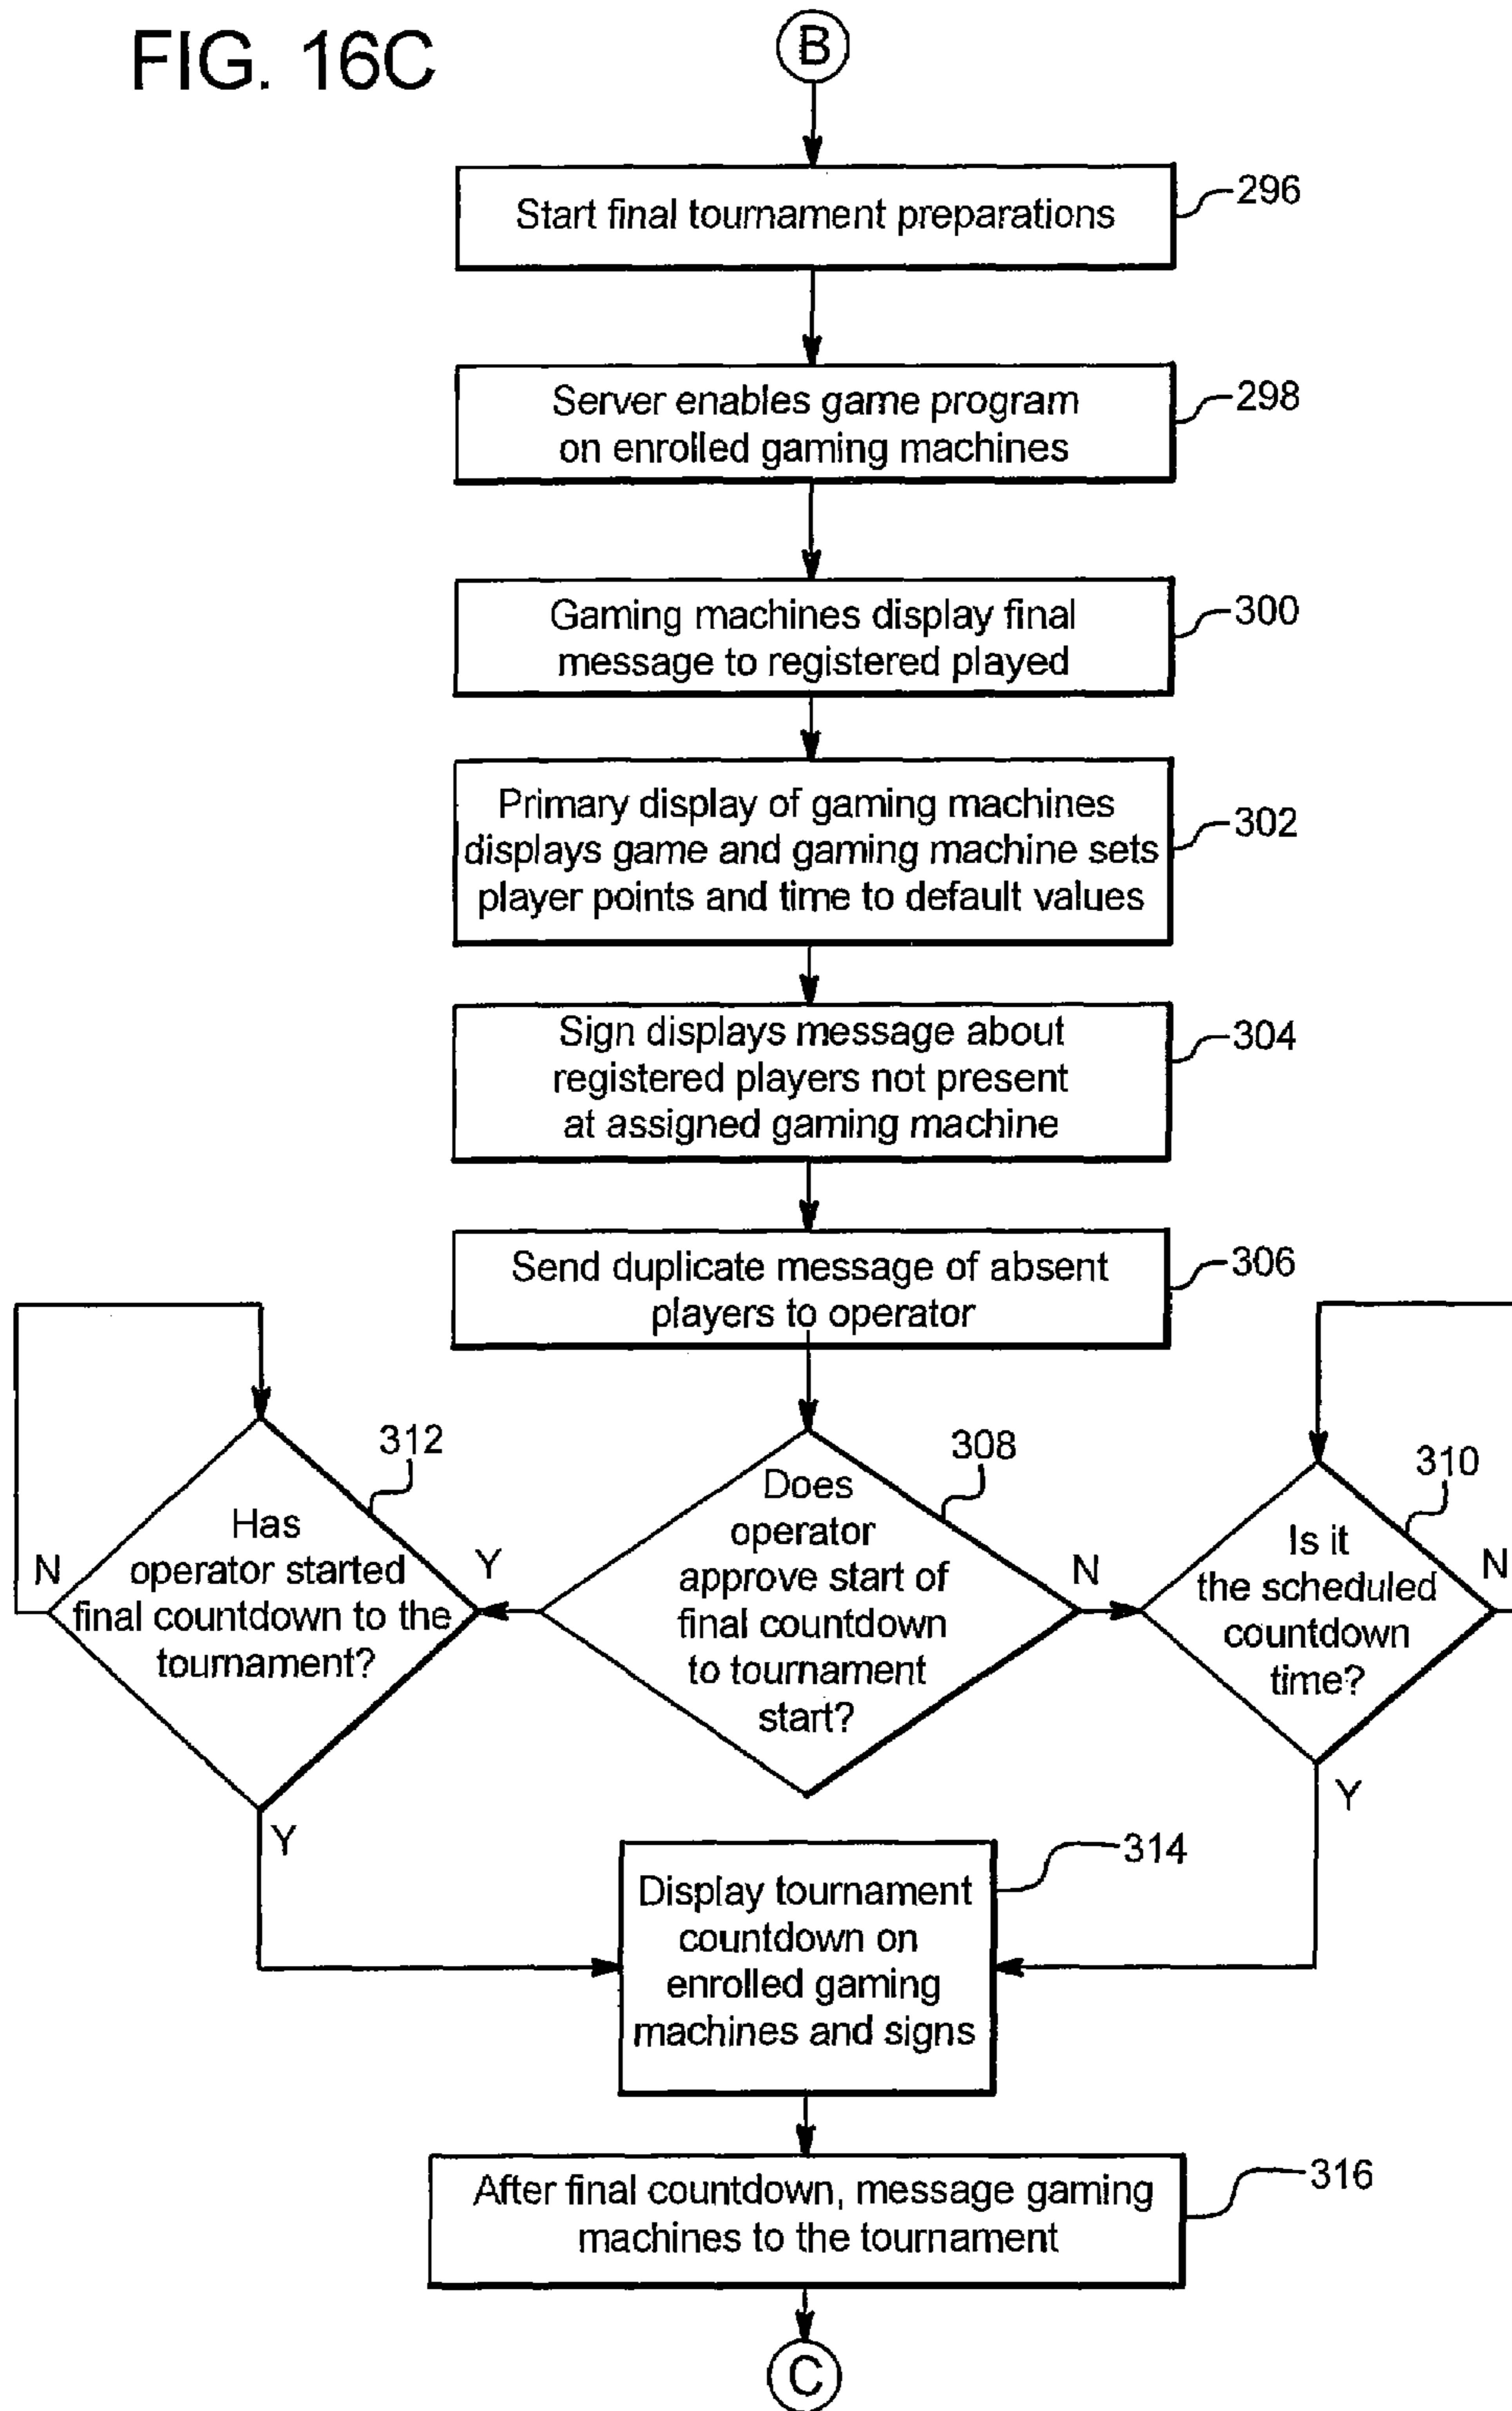 FIG. 16C
B
Start final tournament preparations
296
Server enables game program
on enrolled gaming machines
298
Gaming machines display final
message to registered played
300
Primary display of gaming machines
displays game and gaming machine sets
player points and time to default values
302
Sign displays message about
registered players not present
at assigned gaming machine
304
Send duplicate message of absent
players to operator
306
312
Has
operator started
final countdown to the
tournament?
N
Y
Y
308
Does
operator
approve start of
final countdown
to tournament
start?
N
310
Is it
the scheduled
countdown
time?
N
Y
314
Display tournament
countdown on
enrolled gaming
machines and signs
After final countdown, message gaming
machines to the tournament
316
C